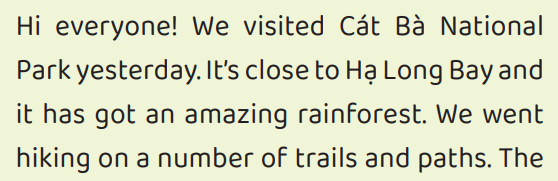 Hi everyone! We visited Cát Bà National
Park yesterday. It's close to Hạ Long Bay and
it has got an amazing rainforest. We went
hiking on a number of trails and paths. The